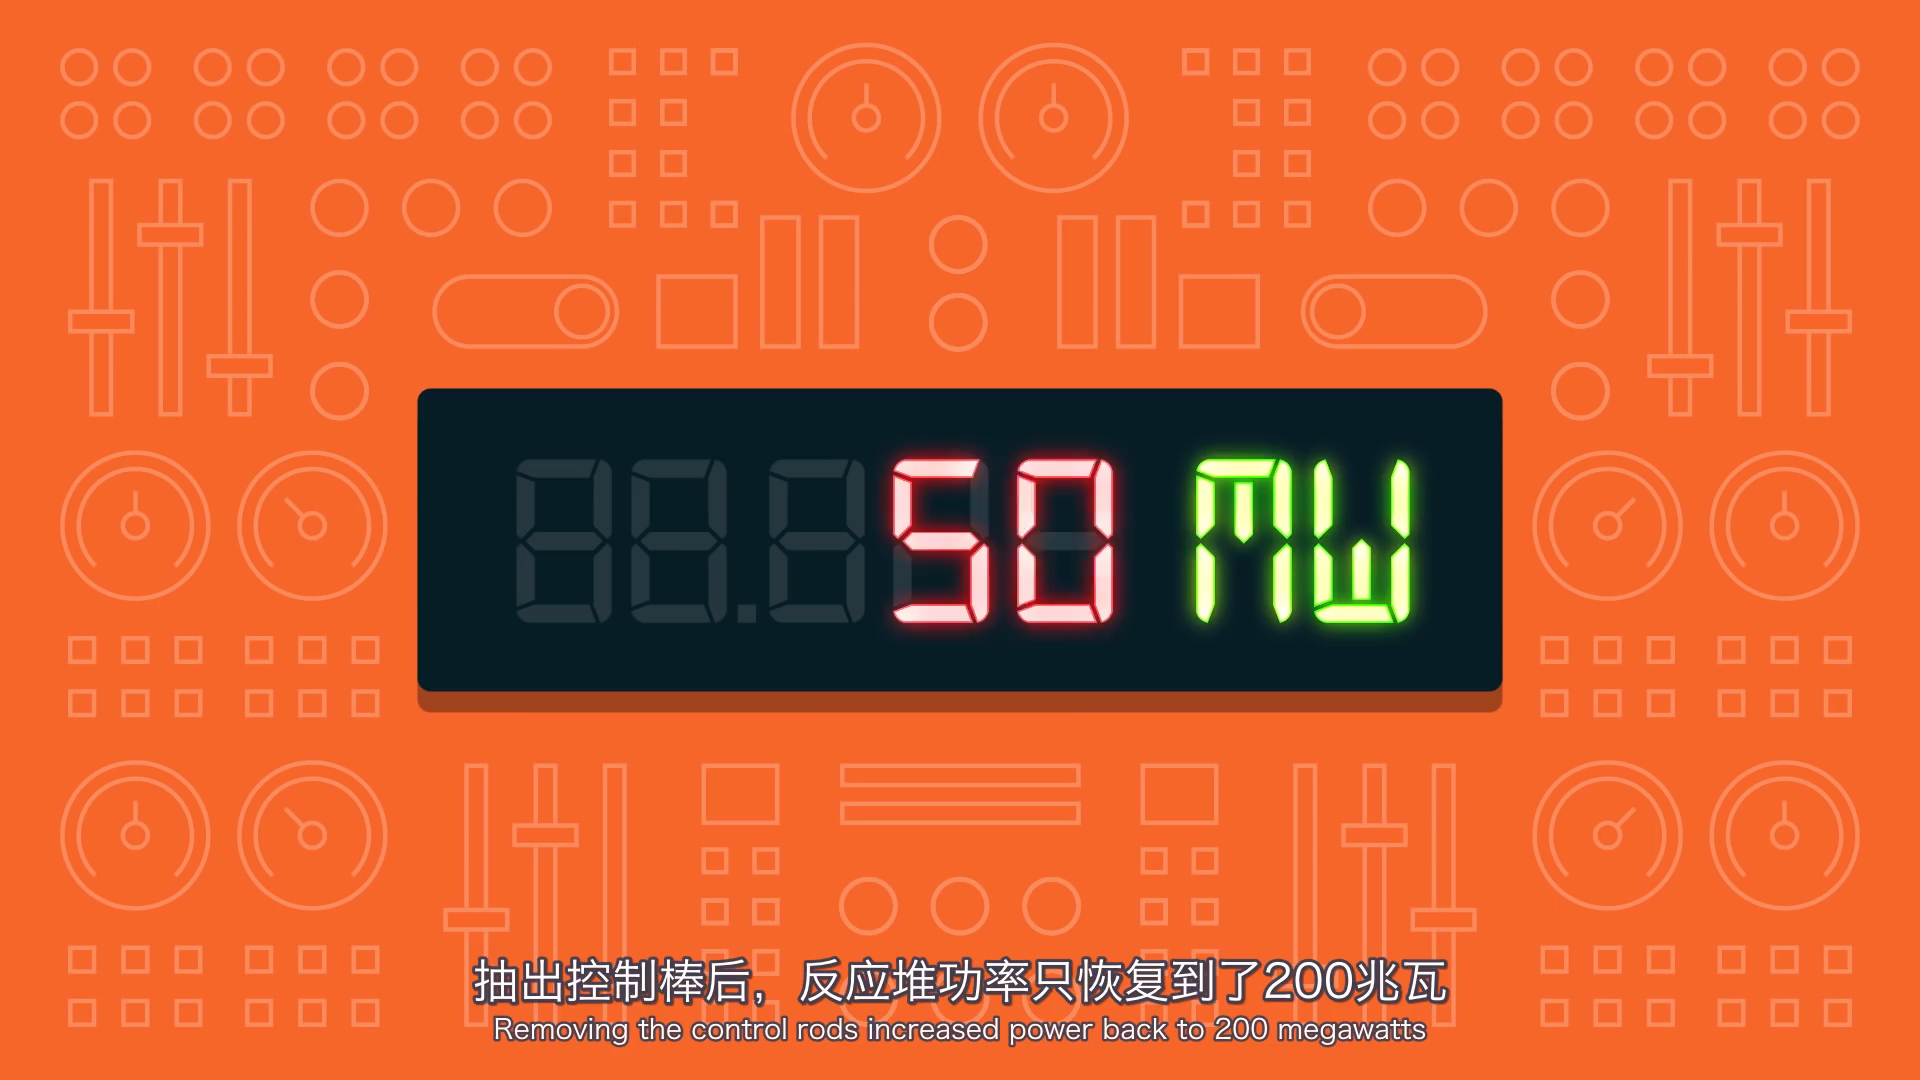 50 MW
抽出控制棒后，反应堆功率只恢复到了200兆瓦
Removing the control rods increased power back to 200 megawatts